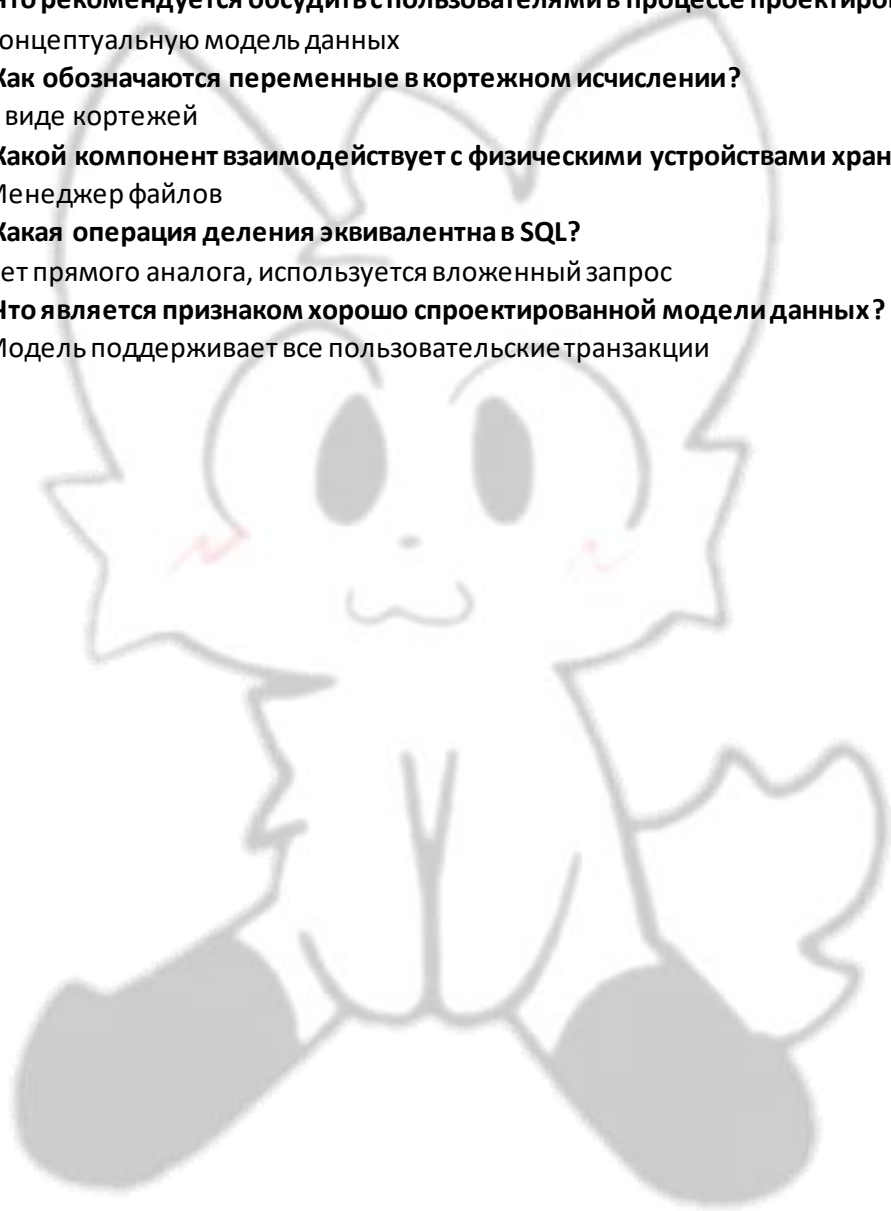 что рекомендуется обсудить с пользователями в процессе проектиров
онцептуальную модель данных
Как обозначаются переменные в кортежном исчислении?
виде кортежей
Какой компонент взаимодействует с физическими устройствами хран
Менеджер файлов
Какая операция деления эквивалентна в SQL?
ет прямого аналога, используется вложенный запрос
Что является признаком хорошо спроектированной модели данных?
Модель поддерживает все пользовательские транзакции